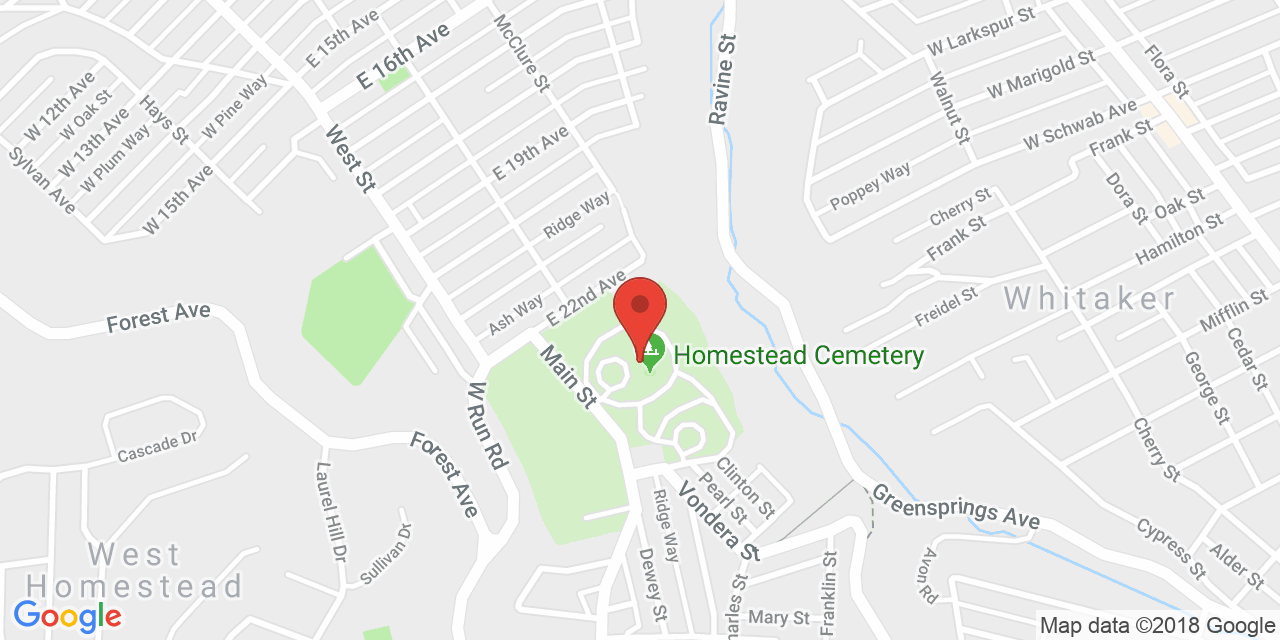 E 15th Ave
E 16th Ave
McClure St
Ravine St
W Larkspur St
Flora St
W Marigold St
Walnut St
W 12th Ave
W Oak St
W 13th Ave
W Plum Way
Hays St
W Pine Way
Sylvan Ave
W 15th Ave
West St
E 19th Ave
Ridge Way
W Schwab Ave
Frank St
Poppey Way
Cherry St
Frank St
Dora St
Oak St
Hamilton St
Forest Ave
Ash Way
E 22nd Ave
Freidel St
Whitaker
Mifflin St
Cedar St
George St
Main St
Homestead Cemetery
W Run Rd
Cascade Dr
Forest Ave
Laurel Hill Dr
Sullivan Dr
Clinton St
Pearl St
Vondera St
Ridge Way
Dewey St
Greensprings Ave
Cherry St
Cypress St
Alder St
Avon Rd
West
Homestead
harles St
Mary St
Franklin St
Google
Map data ©2018 Google